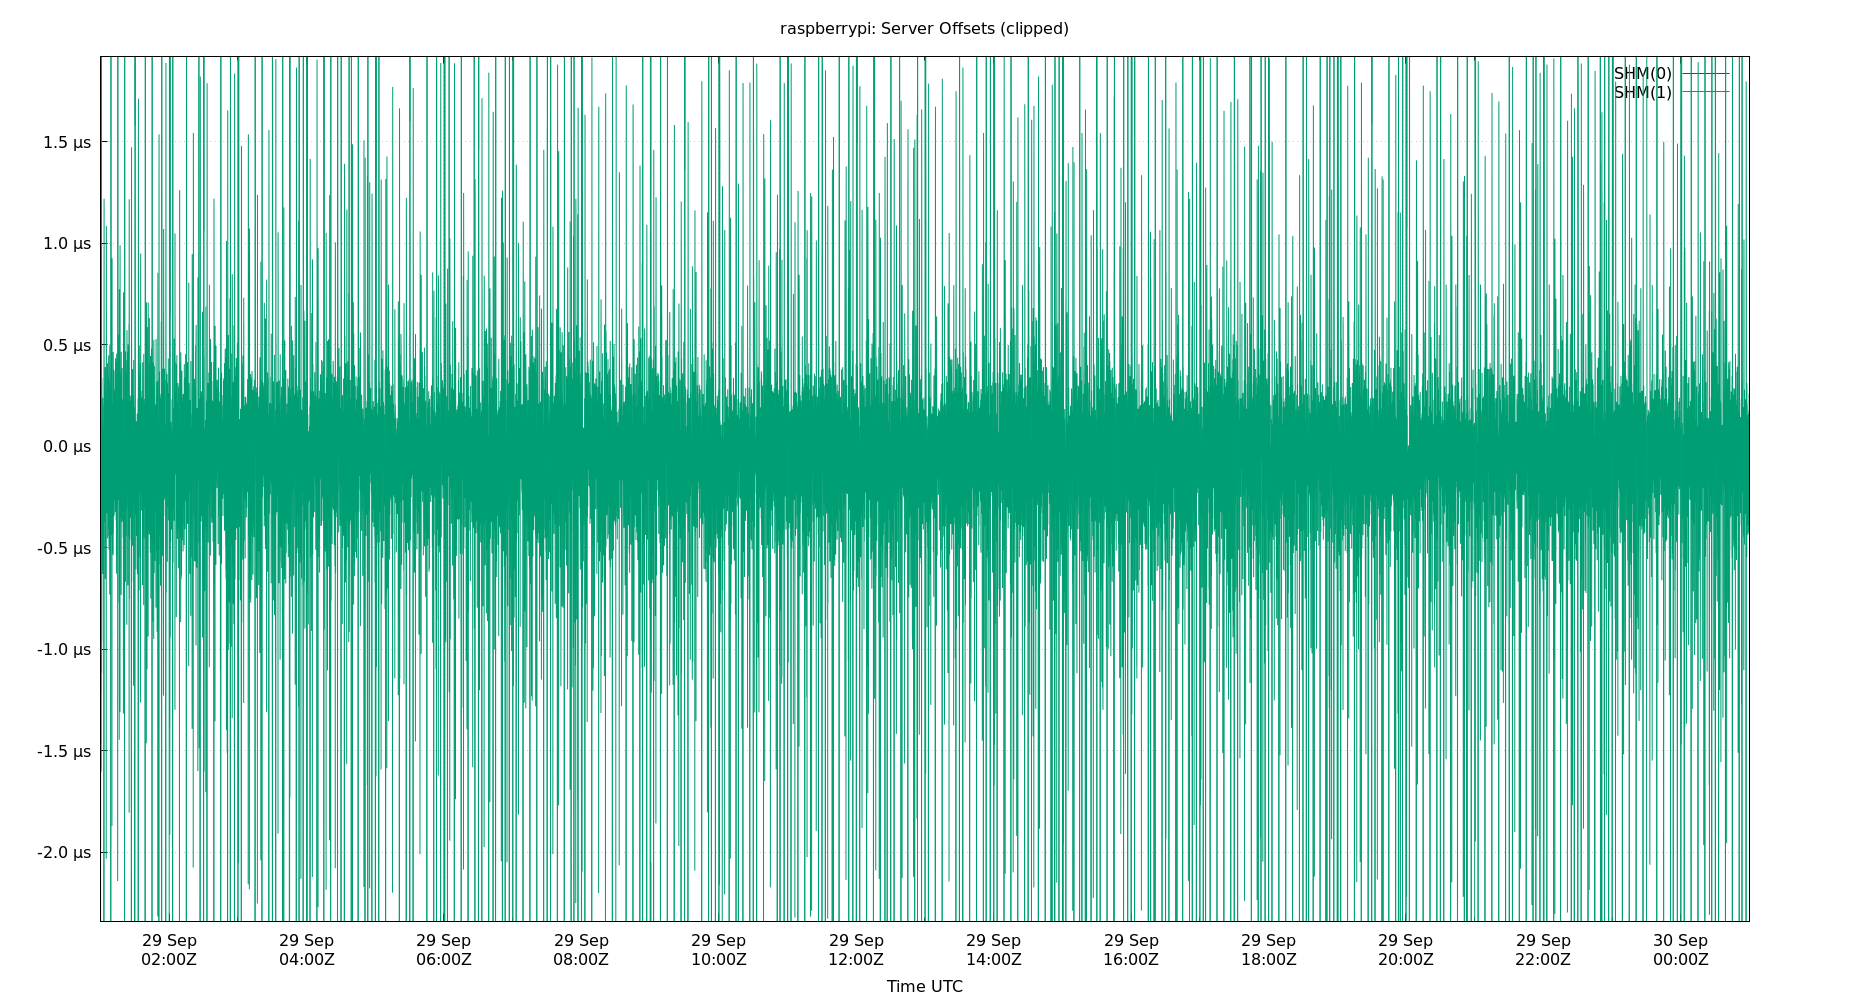 raspberrypi: Server Offsets (clipped)
SHM(0)
SHM(1)
1.5 µs
1.0 µs
0.5 µs
0.0 µs
-0.5 µs
-1.0 µs
-1.5 µs
-2.0 µs
29 Sep 29 Sep 29 Sep 29 Sep 29 Sep 29 Sep 29 Sep 29 Sep 29 Sep 29 Sep 29 Sep 30 Sep
02:00Z 04:00Z 06:00Z 08:00Z 10:00Z 12:00Z 14:00Z 16:00Z 18:00Z 20:00Z 22:00Z 00:00Z
Time UTC